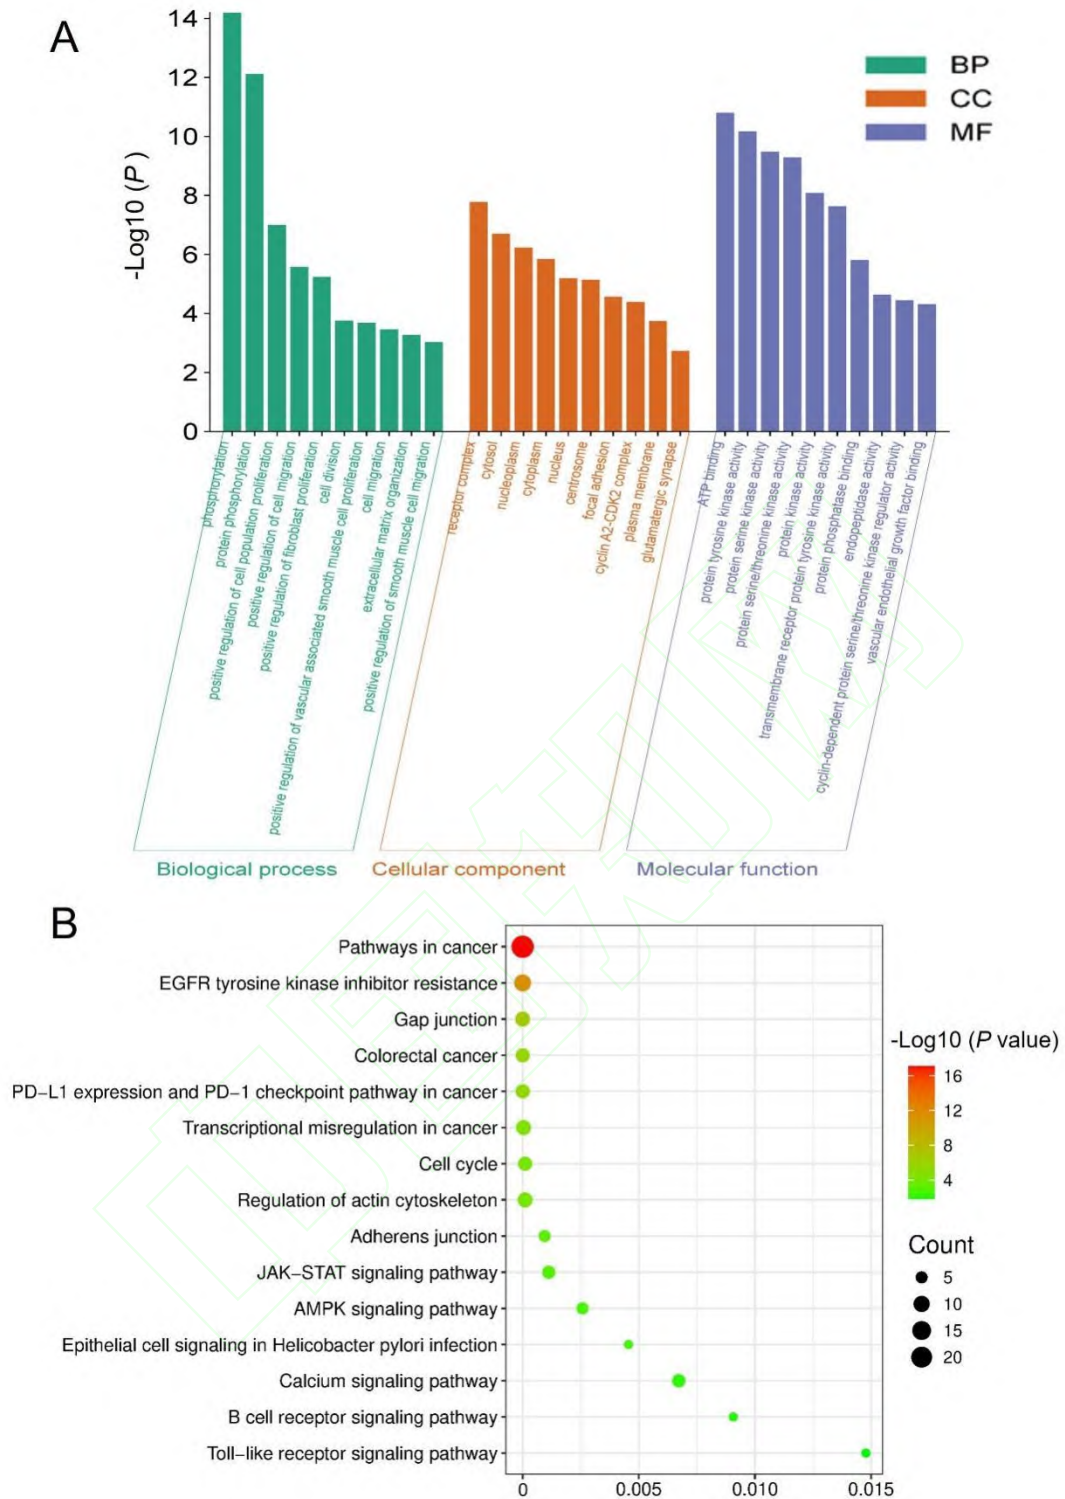 A
14
12
10
8
6
4
2
0
-Log10 (P)
BP
CC
MF
phosphorylation
protein phosphorylation
positive regulation of cell population proliferation
positive regulation of cell migration
positive regulation of fibroblast proliferation
cell division
positive regulation of vascular associated smooth muscle cell proliferation
cell migration
extracellular matrix organization
positive regulation of smooth muscle cell migration
receptor complex
cytosol
nucleoplasm
cytoplasm
nucleus
centrosome
focal adhesion
cyclin A2-CDK2 complex
plasma membrane
glutamatergic synapse
ATP binding
protein tyrosine kinase activity
protein serine kinase activity
protein serine/threonine kinase activity
protein kinase activity
transmembrane receptor protein tyrosine kinase activity
protein phosphatase binding
endopeptidase activity
cyclin-dependent protein serine/threonine kinase regulator activity
vascular endothelial growth factor binding
Biological process
Cellular component
Molecular function
B
Pathways in cancer
EGFR tyrosine kinase inhibitor resistance
Gap junction
Colorectal cancer
PD−L1 expression and PD−1 checkpoint pathway in cancer
Transcriptional misregulation in cancer
Cell cycle
Regulation of actin cytoskeleton
Adherens junction
JAK−STAT signaling pathway
AMPK signaling pathway
Epithelial cell signaling in Helicobacter pylori infection
Calcium signaling pathway
B cell receptor signaling pathway
Toll−like receptor signaling pathway
0 0.005 0.010 0.015
-Log10 (P value)
16
12
8
4
Count
5
10
15
20